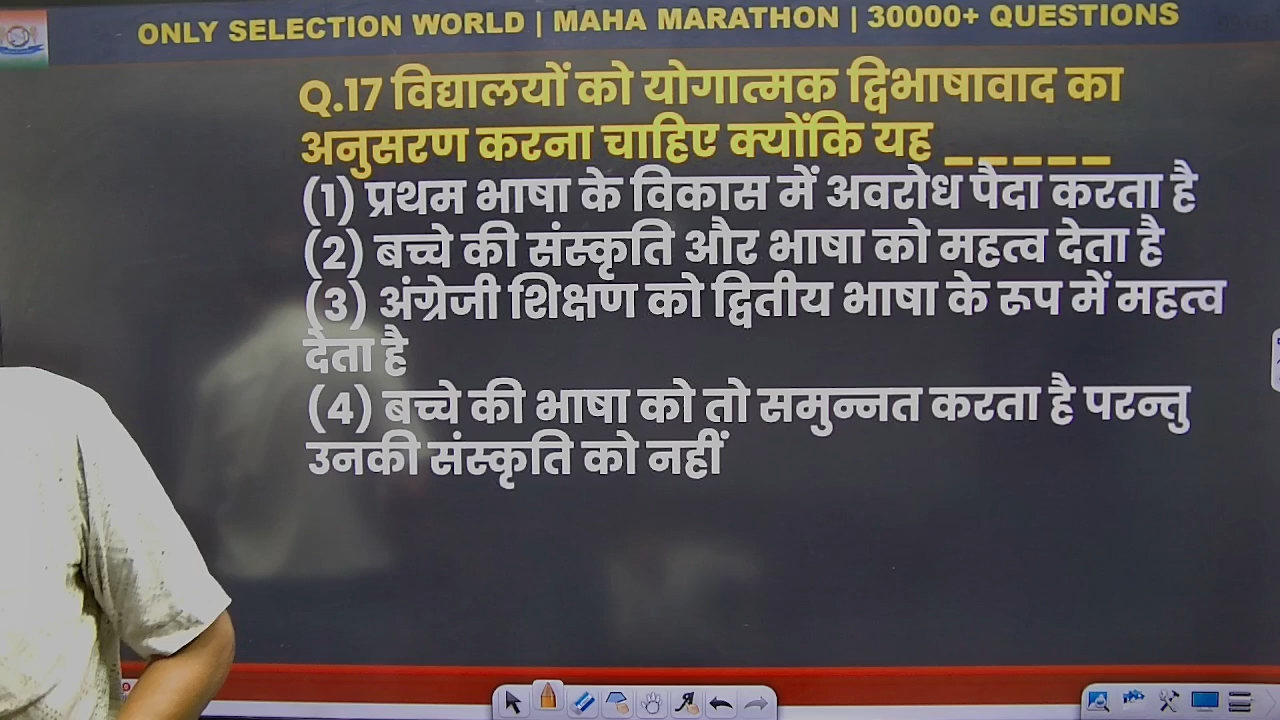 ONLY SELECTION WORLD | MAHA MARATHON | 30000+ QUESTIONS
Q.17 विद्यालयों को योगात्मक द्विभाषावाद का
अनुसरण करना चाहिए क्योंकि यह _ _ _ _ _
(1) प्रथम भाषा के विकास में अवरोध पैदा करता है
(2) बच्चे की संस्कृति और भाषा को महत्व देता है
(3) अंग्रेजी शिक्षण को द्वितीय भाषा के रूप में महत्व
देता है
(4) बच्चे की भाषा को तो समुन्नत करता है परन्तु
उनकी संस्कृति को नहीं